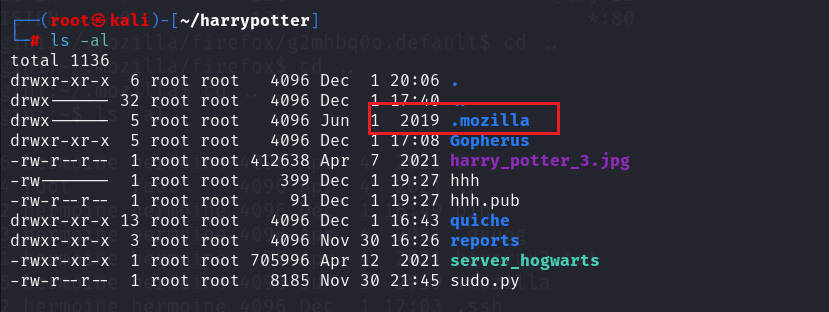 ┌──(root㉿kali)-[~/harrypotter]
└─# ls -al
total 1136
drwxr-xr-x  6 root root   4096 Dec  1 20:06 .
drwx------ 32 root root   4096 Dec  1 17:40 ..
drwx------  5 root root   4096 Jun  1  2019 .mozilla
drwxr-xr-x  5 root root   4096 Dec  1 17:08 Gopherus
-rw-r--r--  1 root root 412638 Apr  7  2021 harry_potter_3.jpg
-rw-------  1 root root    399 Dec  1 19:27 hhh
-rw-r--r--  1 root root     91 Dec  1 19:27 hhh.pub
drwxr-xr-x 13 root root   4096 Dec  1 16:43 quiche
drwxr-xr-x  3 root root   4096 Nov 30 16:26 reports
-rwxr-xr-x  1 root root 705996 Apr 12  2021 server_hogwarts
-rw-r--r--  1 root root   8185 Nov 30 21:45 sudo.py